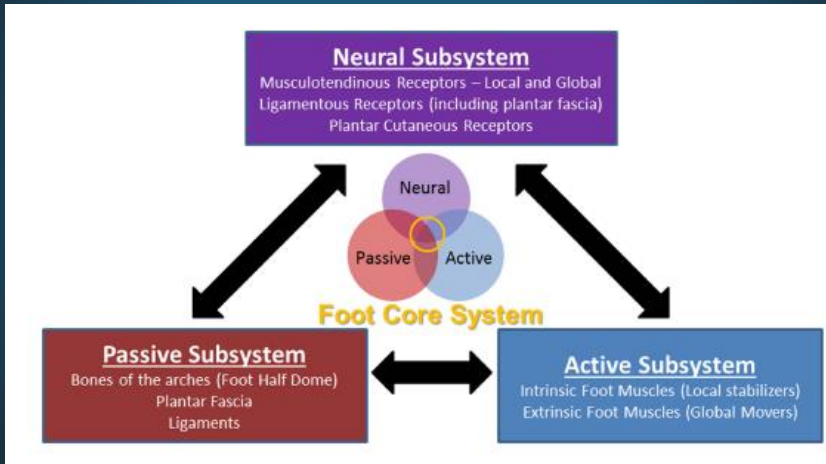 Neural Subsystem
Musculotendinous Receptors – Local and Global
Ligamentous Receptors (including plantar fascia)
Plantar Cutaneous Receptors
Neural
Passive
Active
Foot Core System
Passive Subsystem
Bones of the arches (Foot Half Dome)
Plantar Fascia
Ligaments
Active Subsystem
Intrinsic Foot Muscles (Local stabilizers)
Extrinsic Foot Muscles (Global Movers)